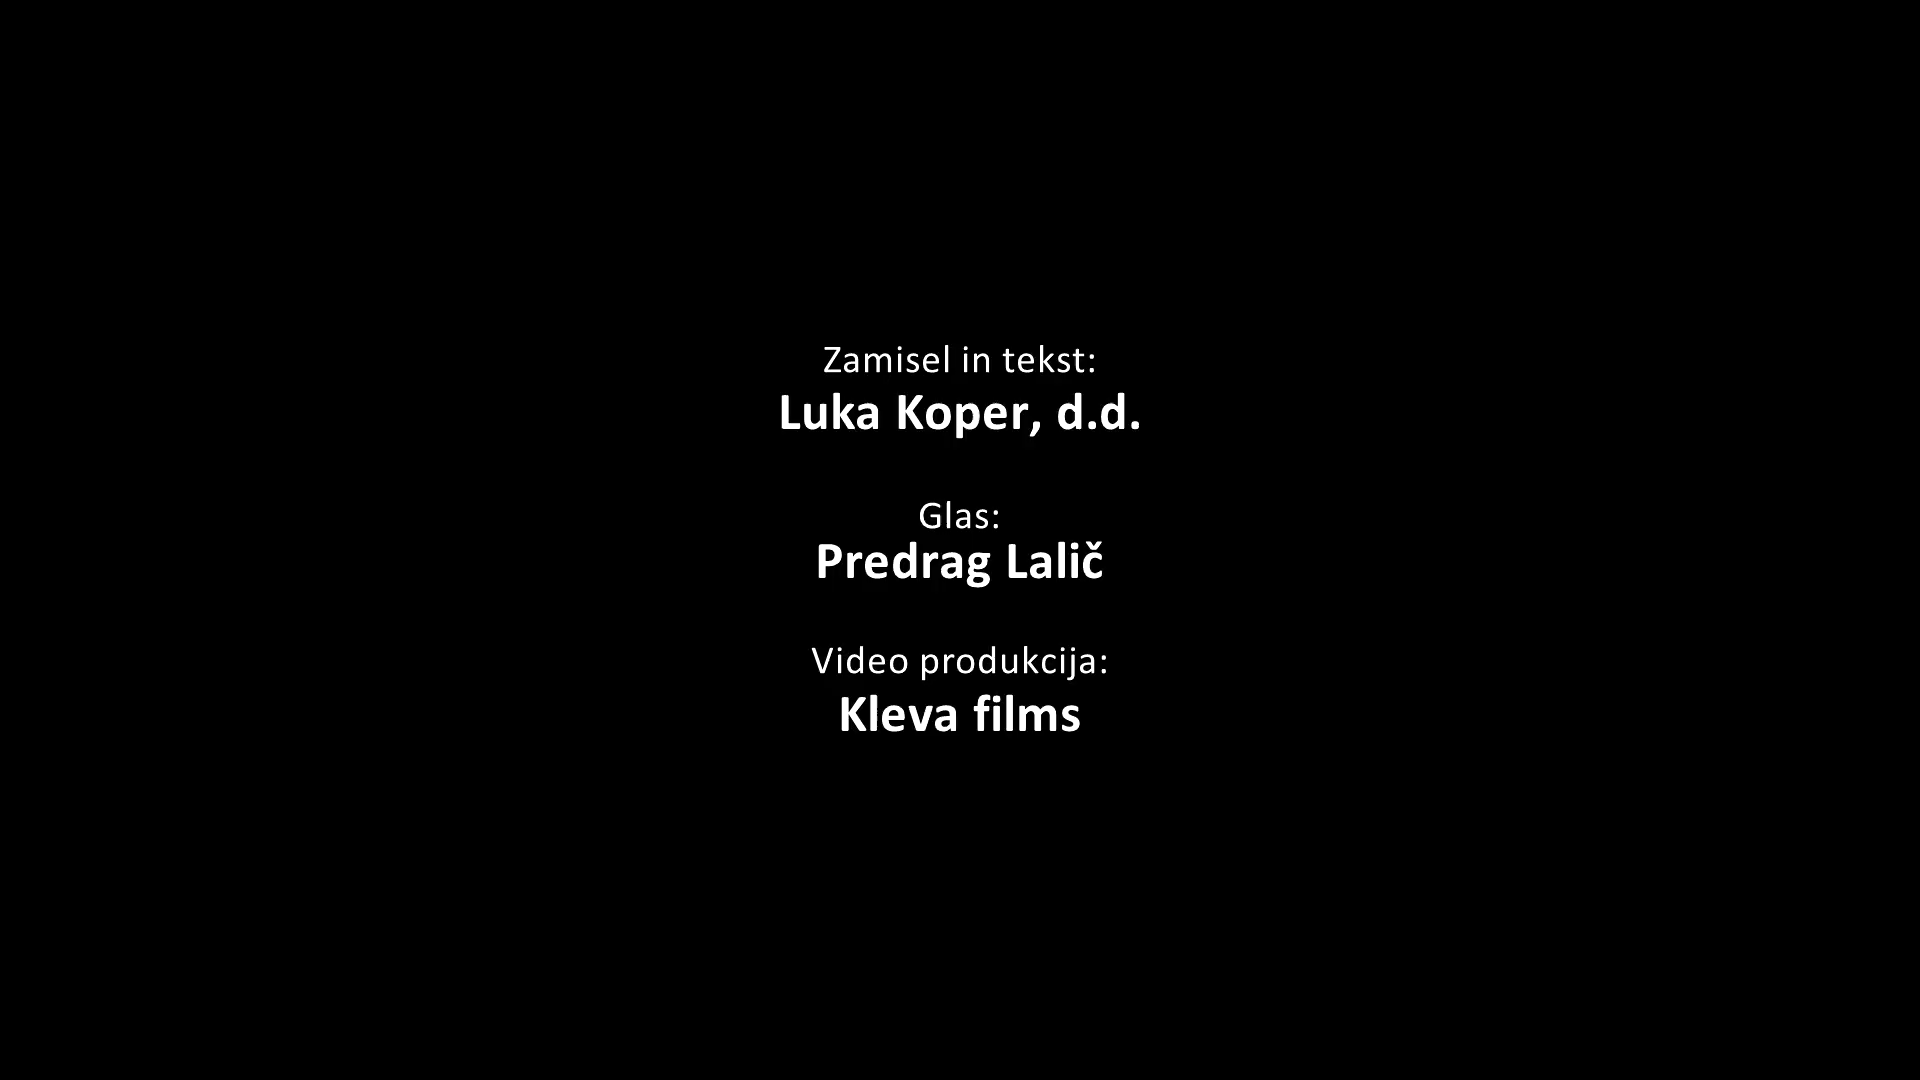 Zamisel in tekst:
Luka Koper, d.d.
Glas:
Predrag Lalič
Video produkcija:
Kleva films